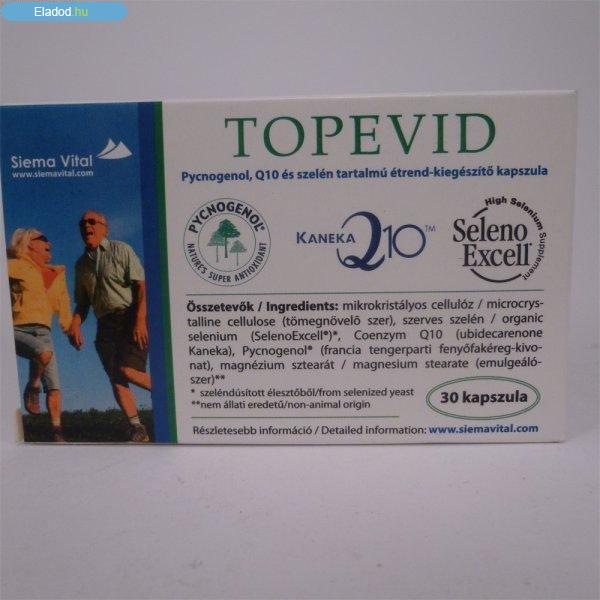 Eladod.hu
Siema Vital
www.siemavital.com
TOPEVID
Pycnogenol, Q10 és szelén tartalmú étrend-kiegészítő kapszula
PYCNOGENOL®
NATURE'S SUPER ANTIOXIDANT
KANEKA Q10™
High Selenium Supplement
Seleno
Excell®
Összetevők / Ingredients: mikrokristályos cellulóz / microcrys-
talline cellulose (tömegnövelő szer), szerves szelén / organic
selenium (SelenoExcell®)*, Coenzym Q10 (ubidecarenone
Kaneka), Pycnogenol® (francia tengerparti fenyőfakéreg-kivo-
nat), magnézium sztearát / magnesium stearate (emulgeáló-
szer)**
* szeléndúsított élesztőből/from selenized yeast
**nem állati eredetű/non-animal origin
30 kapszula
Részletesebb információ / Detailed information: www.siemavital.com